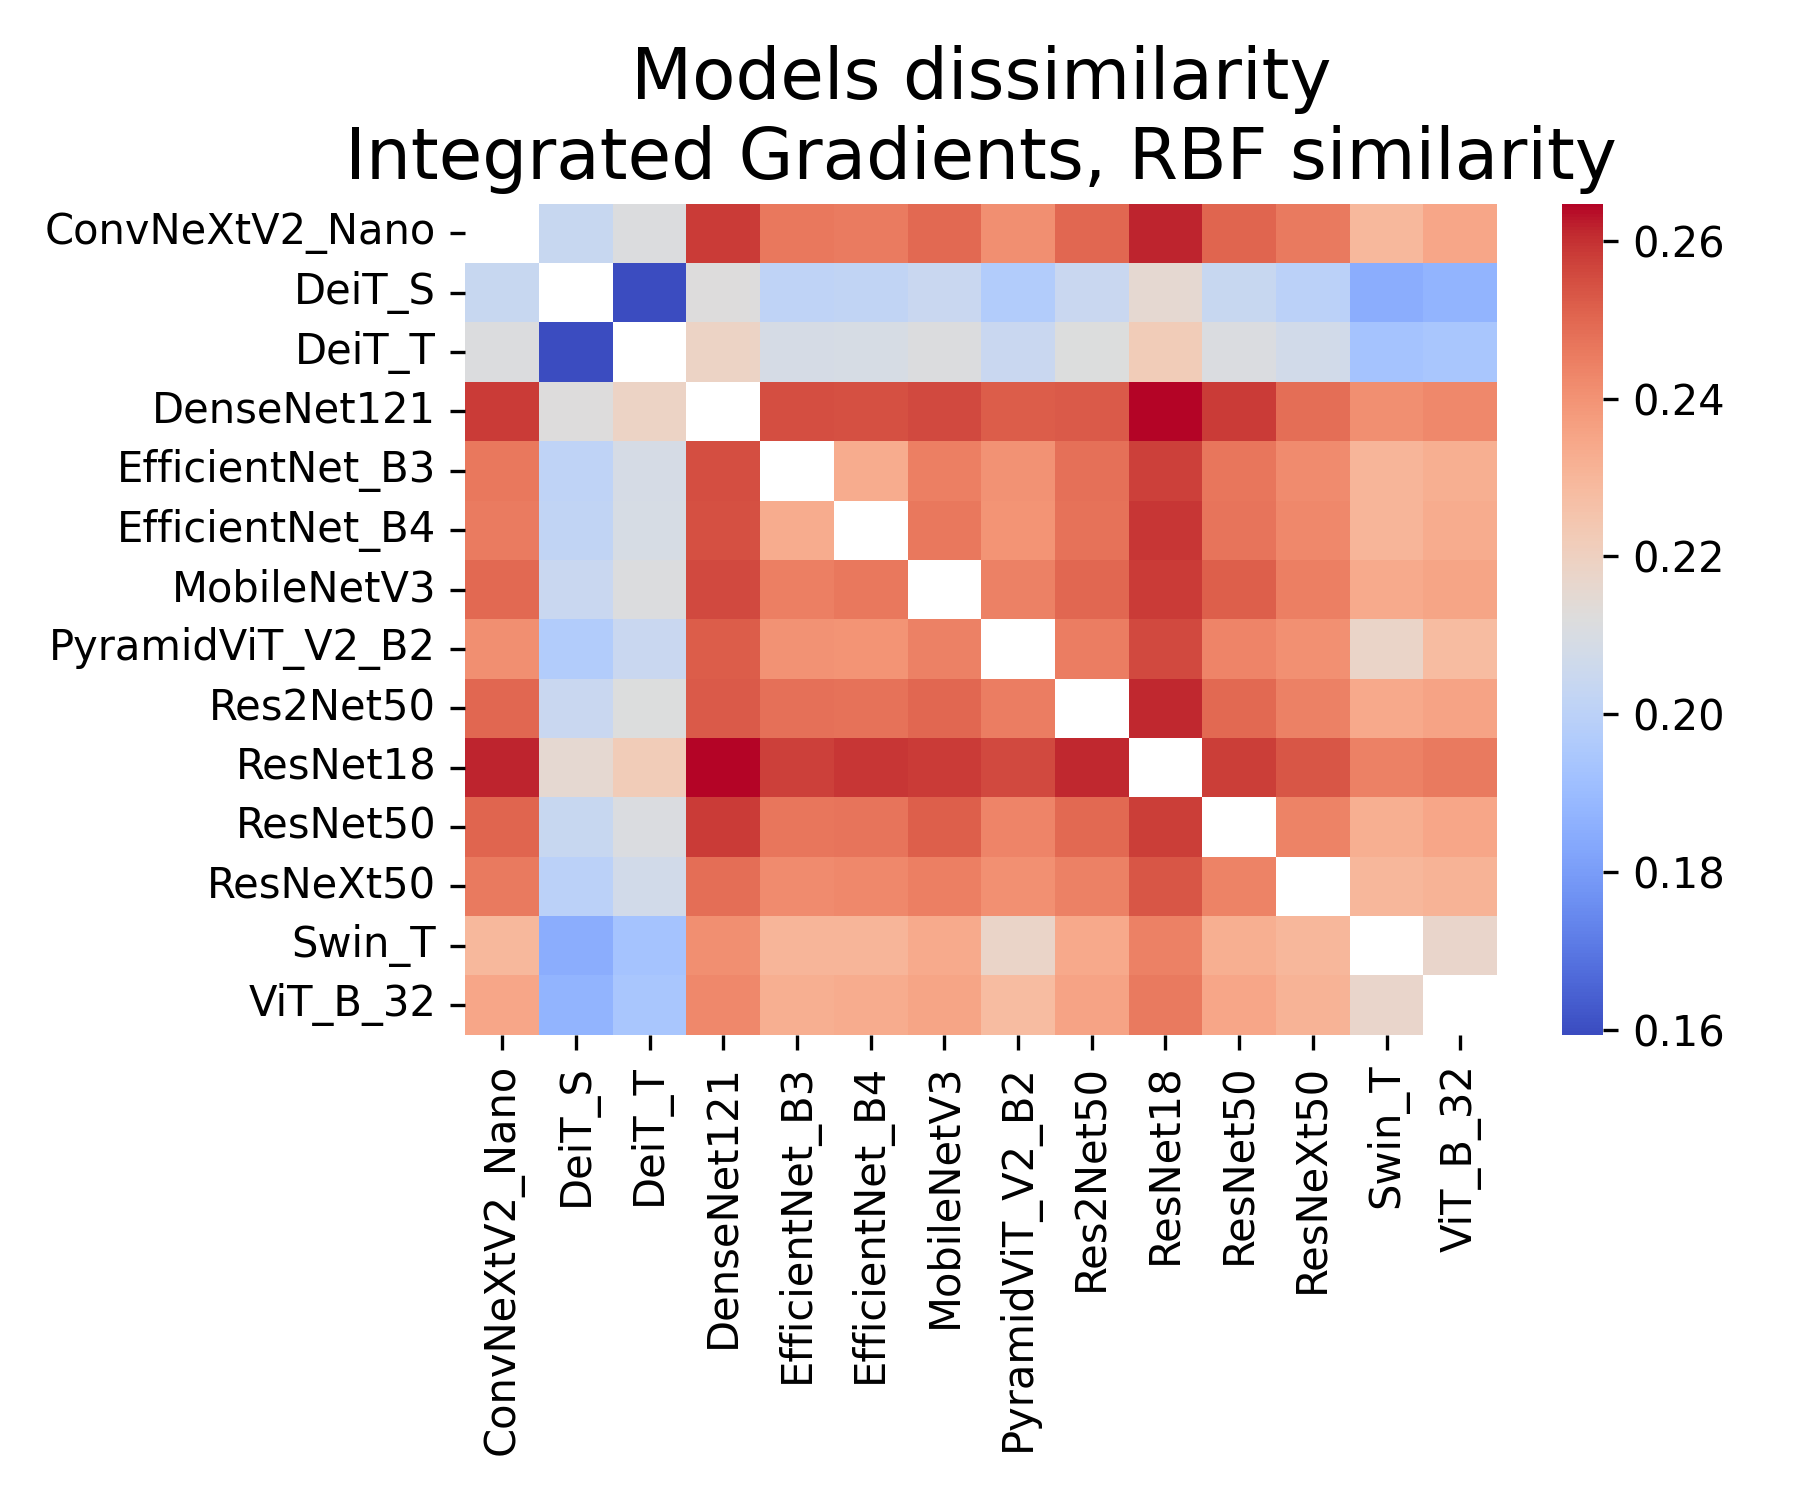 Models dissimilarity
Integrated Gradients, RBF similarity
ConvNeXtV2_Nano
DeiT_S
DeiT_T
DenseNet121
EfficientNet_B3
EfficientNet_B4
MobileNetV3
PyramidViT_V2_B2
Res2Net50
ResNet18
ResNet50
ResNeXt50
Swin_T
ViT_B_32
ConvNeXtV2_Nano
DeiT_S
DeiT_T
DenseNet121
EfficientNet_B3
EfficientNet_B4
MobileNetV3
PyramidViT_V2_B2
Res2Net50
ResNet18
ResNet50
ResNeXt50
Swin_T
ViT_B_32
0.26
0.24
0.22
0.20
0.18
0.16